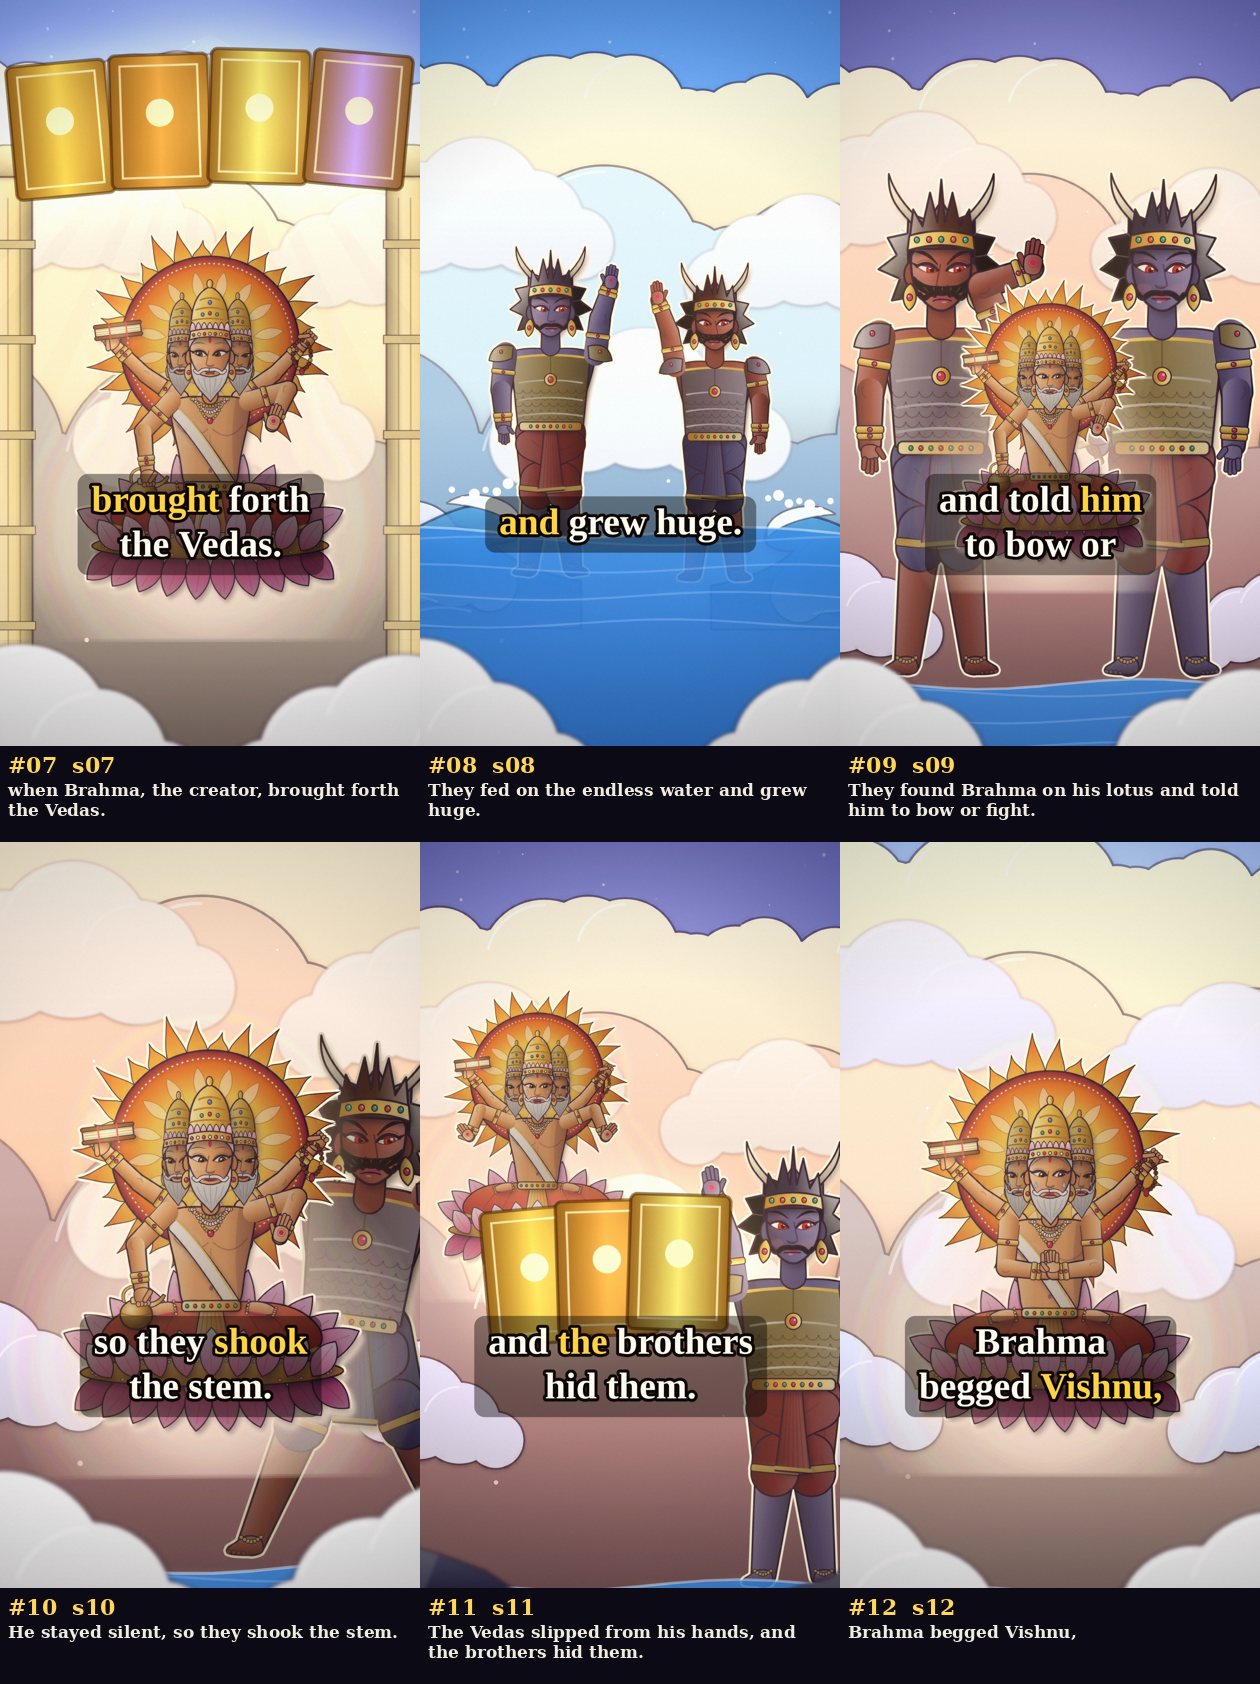 brought forth
the Vedas.
and grew huge.
and told him
to bow or
#07 s07
when Brahma, the creator, brought forth
the Vedas.
#08 s08
They fed on the endless water and grew
huge.
#09 s09
They found Brahma on his lotus and told
him to bow or fight.
so they shook
the stem.
and the brothers
hid them.
Brahma
begged Vishnu,
#10 s10
He stayed silent, so they shook the stem.
#11 s11
The Vedas slipped from his hands, and
the brothers hid them.
#12 s12
Brahma begged Vishnu,